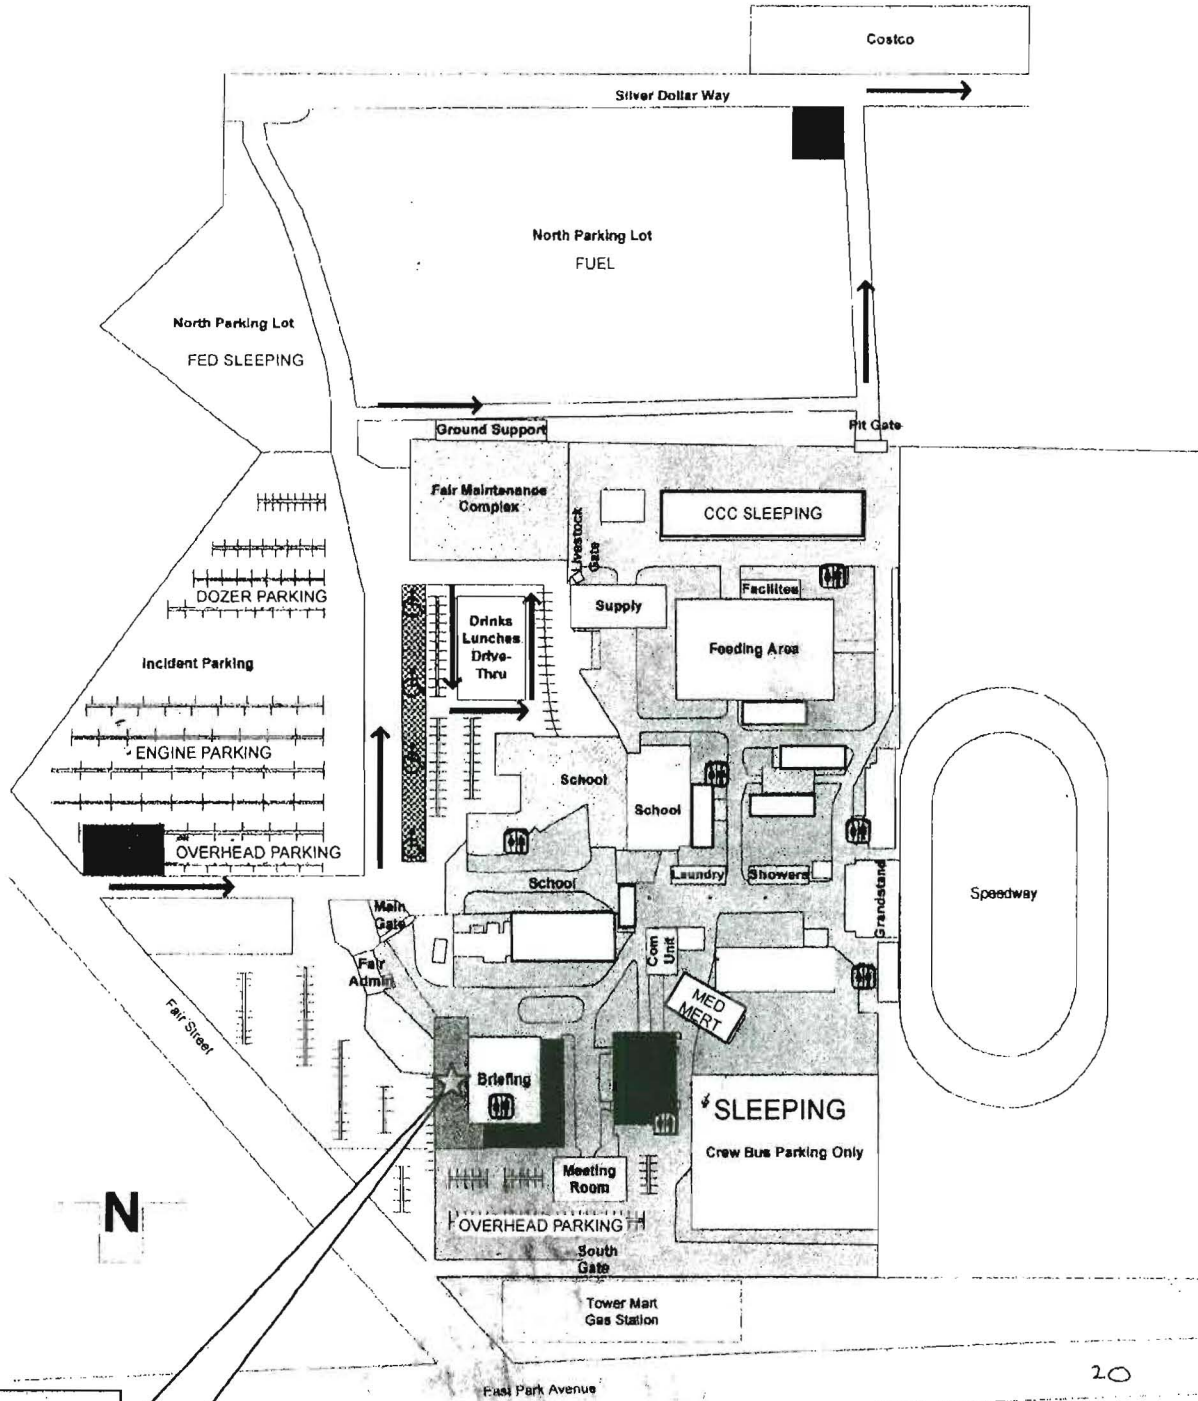 Costco
Silver Dollar Way
North Parking Lot
FUEL
North Parking Lot
FED SLEEPING
Ground Support
Pit Gate
Fair Maintenance
Complex
CCC SLEEPING
Livestock
Gate
DOZER PARKING
Facilites
Supply
Drinks
Lunches
Drive-
Thru
Feeding Area
Incident Parking
ENGINE PARKING
School
School
OVERHEAD PARKING
School
Laundry
Showers
Grandstand
Speedway
Main
Gate
Com
Unit
Fair
Admin
MED
MERT
Fair Street
Briefing
SLEEPING
Crew Bus Parking Only
Meeting
Room
N
OVERHEAD PARKING
South
Gate
Tower Mart
Gas Station
20
East Park Avenue